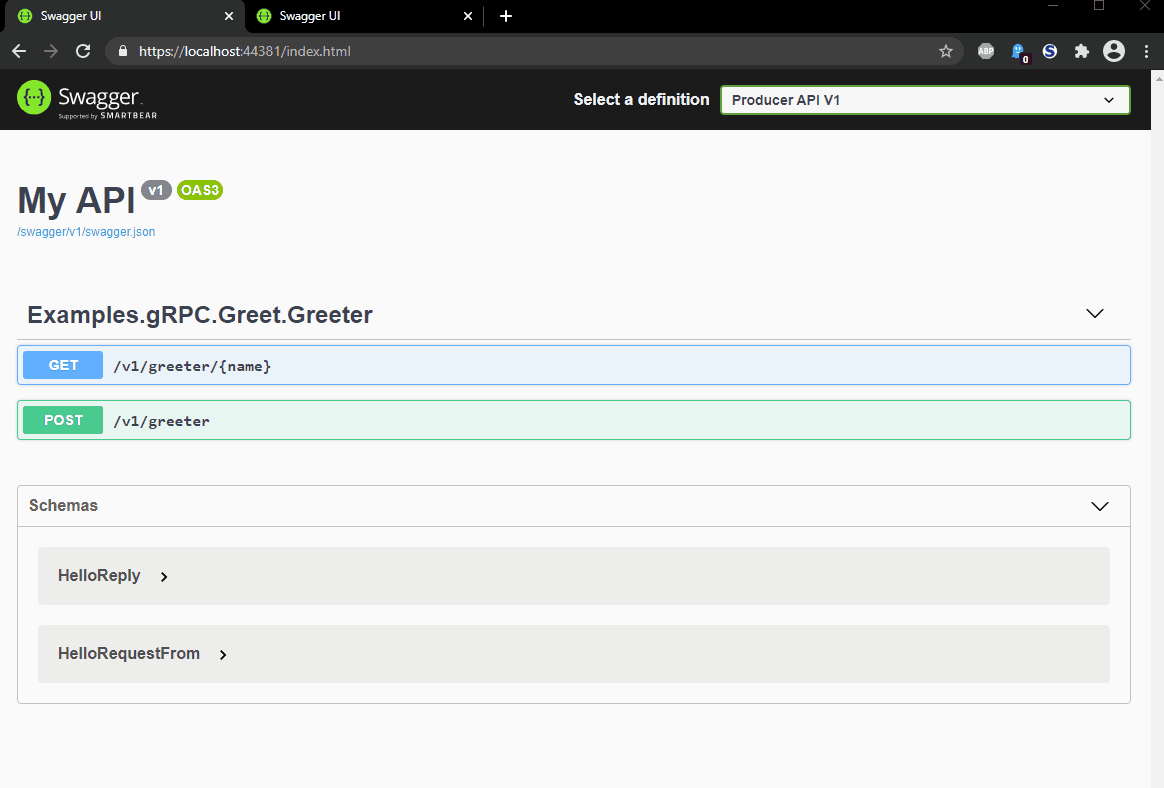 Swagger UI
Swagger UI
https://localhost:44381/index.html
ABP
0
S
Swagger
Supported by SMARTBEAR
Select a definition
Producer API V1
My API v1 OAS3
/swagger/v1/swagger.json
Examples.gRPC.Greet.Greeter
GET /v1/greeter/{name}
POST /v1/greeter
Schemas
HelloReply
HelloRequestFrom